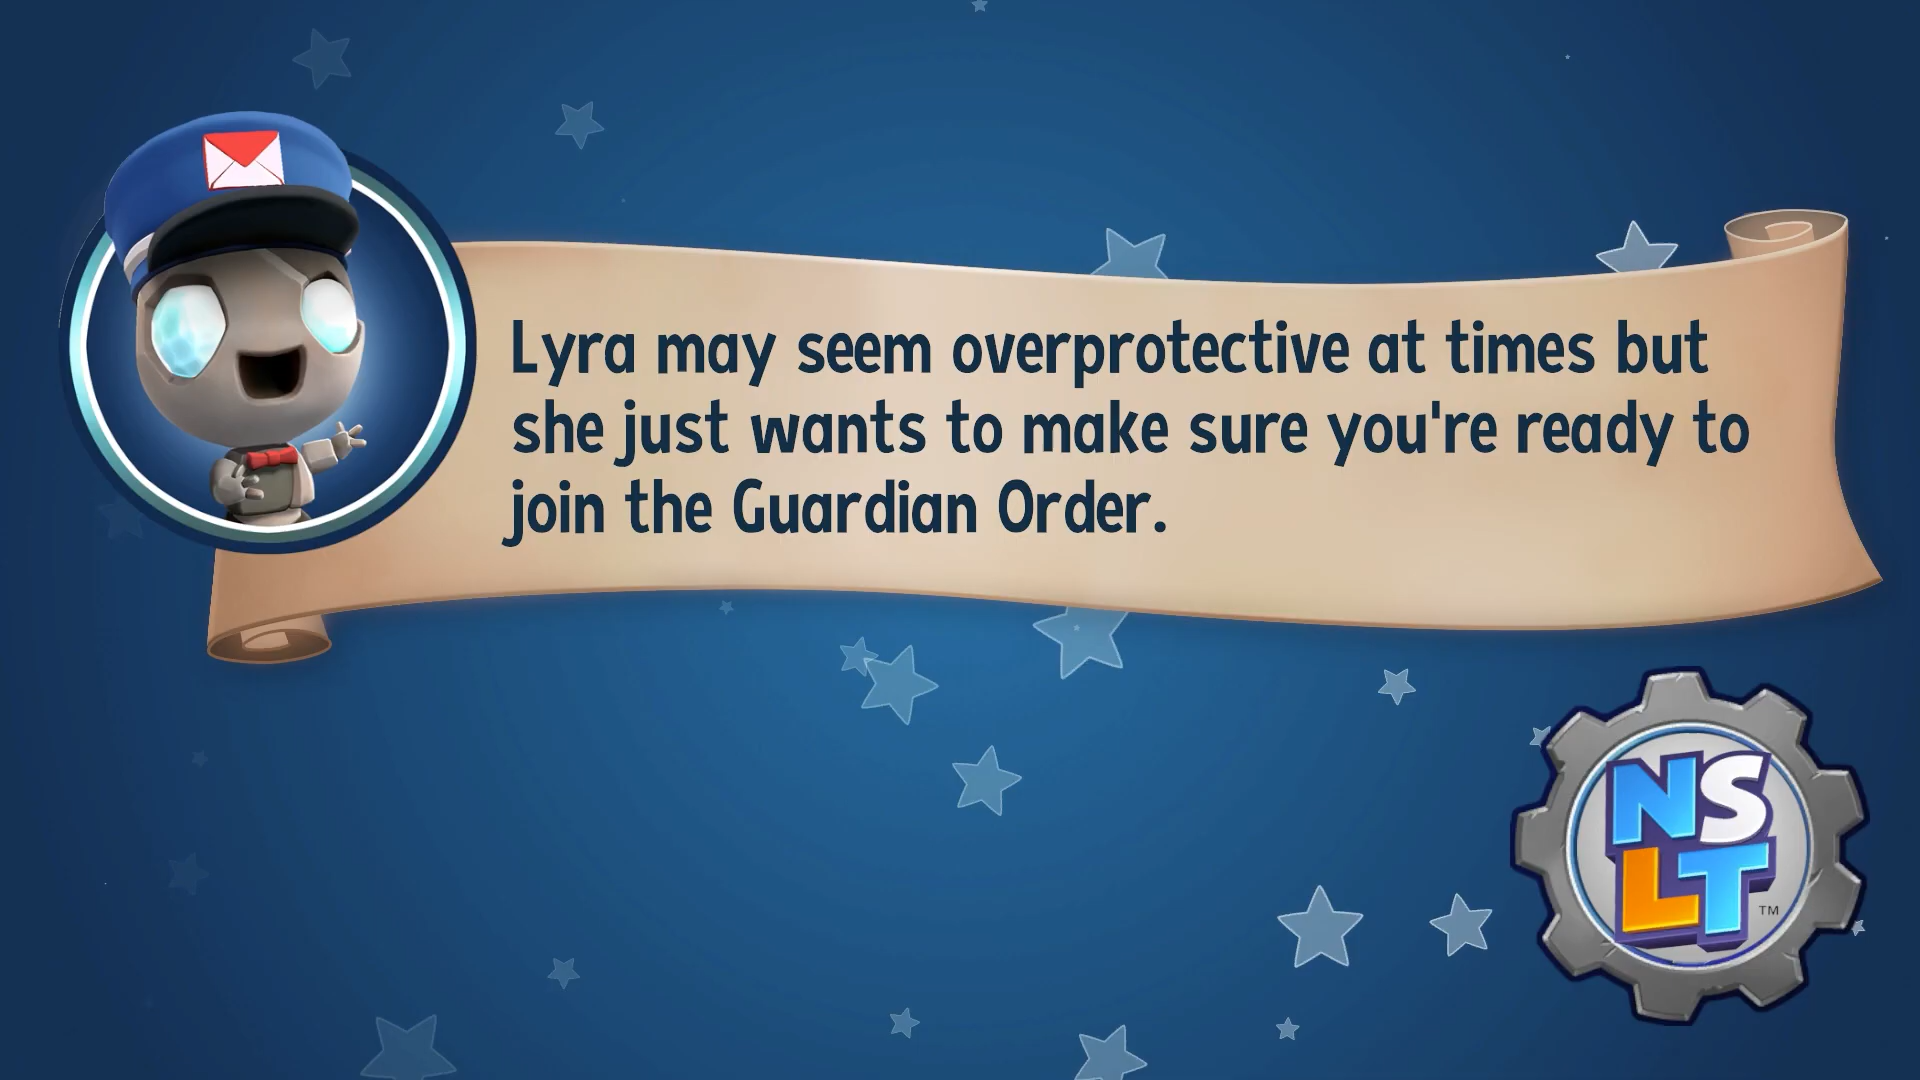 Lyra may seem overprotective at times but
she just wants to make sure you're ready to
join the Guardian Order.
NS
LT
TM